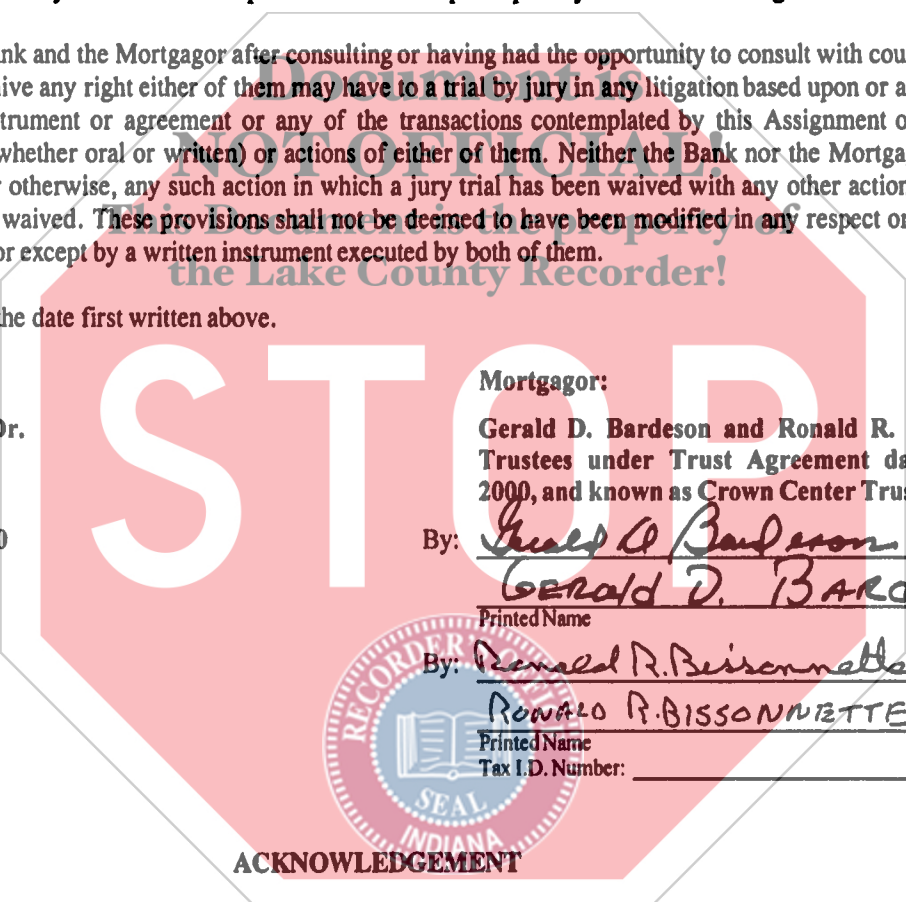 nk and the Mortgagor after consulting or having had the opportunity to consult with cou
Document is
ive any right either of them may have to a trial by jury in any litigation based upon or a
trument or agreement or any of the transactions contemplated by this Assignment o
NOT OFFICIAL!
whether oral or written) or actions of either of them. Neither the Bank nor the Mortga
otherwise, any such action in which a jury trial has been waived with any other action
waived. These provisions shall not be deemed to have been modified in any respect or
This Document is the property of
or except by a written instrument executed by both of them.
the Lake County Recorder!
he date first written above.
STOP
Mortgagor:
Dr.
Gerald D. Bardeson and Ronald R.
Trustees under Trust Agreement da
2000, and known as Crown Center Trus
0
By: Gerald D Bardeson
GERALD D. BARD
Printed Name
By: Ronald R. Bissonnette
RONALD R. BISSONNETTE
Printed Name
Tax I.D. Number:
RECORDER'S OFFICE
SEAL
INDIANA
ACKNOWLEDGEMENT